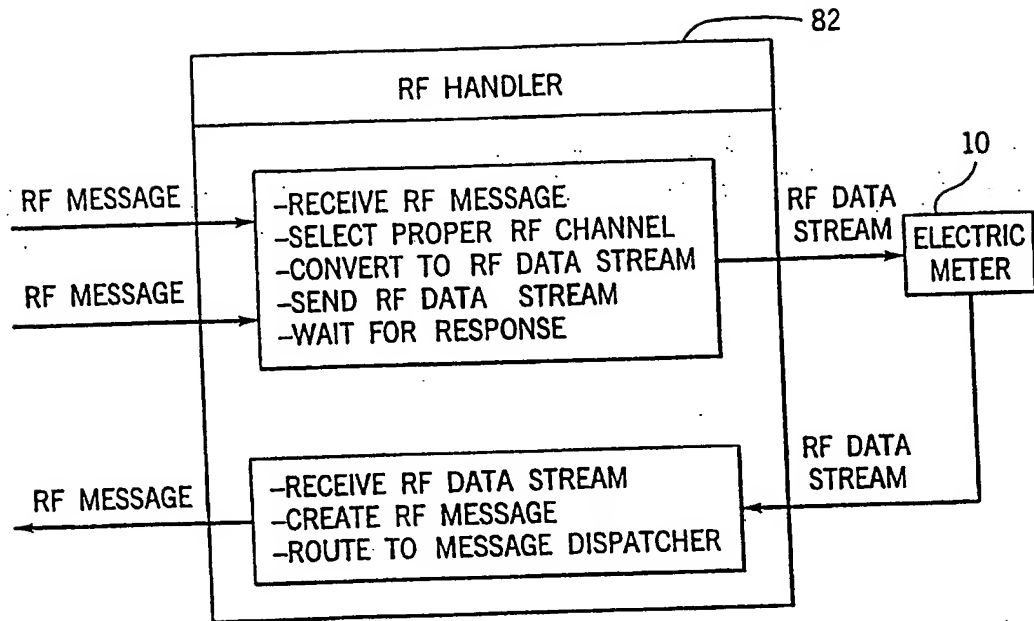 82
RF HANDLER
10
RF MESSAGE
RF MESSAGE
-RECEIVE RF MESSAGE
-SELECT PROPER RF CHANNEL
-CONVERT TO RF DATA STREAM
-SEND RF DATA STREAM
-WAIT FOR RESPONSE
RF DATA
STREAM
ELECTRIC
METER
RF MESSAGE
-RECEIVE RF DATA STREAM
-CREATE RF MESSAGE
-ROUTE TO MESSAGE DISPATCHER
RF DATA
STREAM